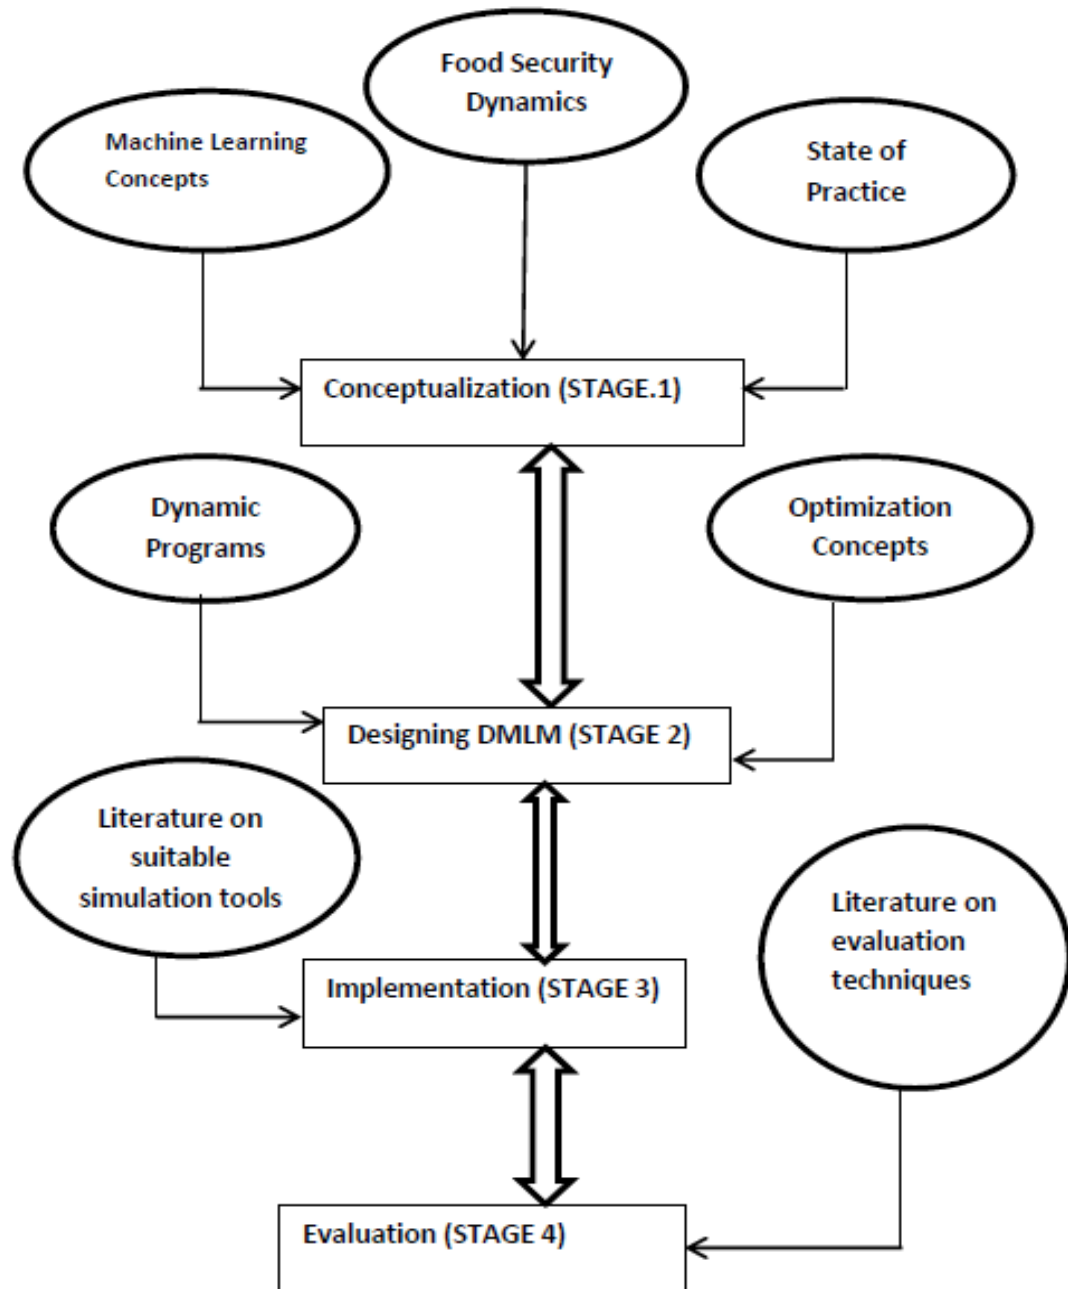 Food Security
Dynamics
Machine Learning
Concepts
State of
Practice
Conceptualization (STAGE.1)
Dynamic
Programs
Optimization
Concepts
Designing DMLM (STAGE 2)
Literature on
suitable
simulation tools
Literature on
evaluation
techniques
Implementation (STAGE 3)
Evaluation (STAGE 4)